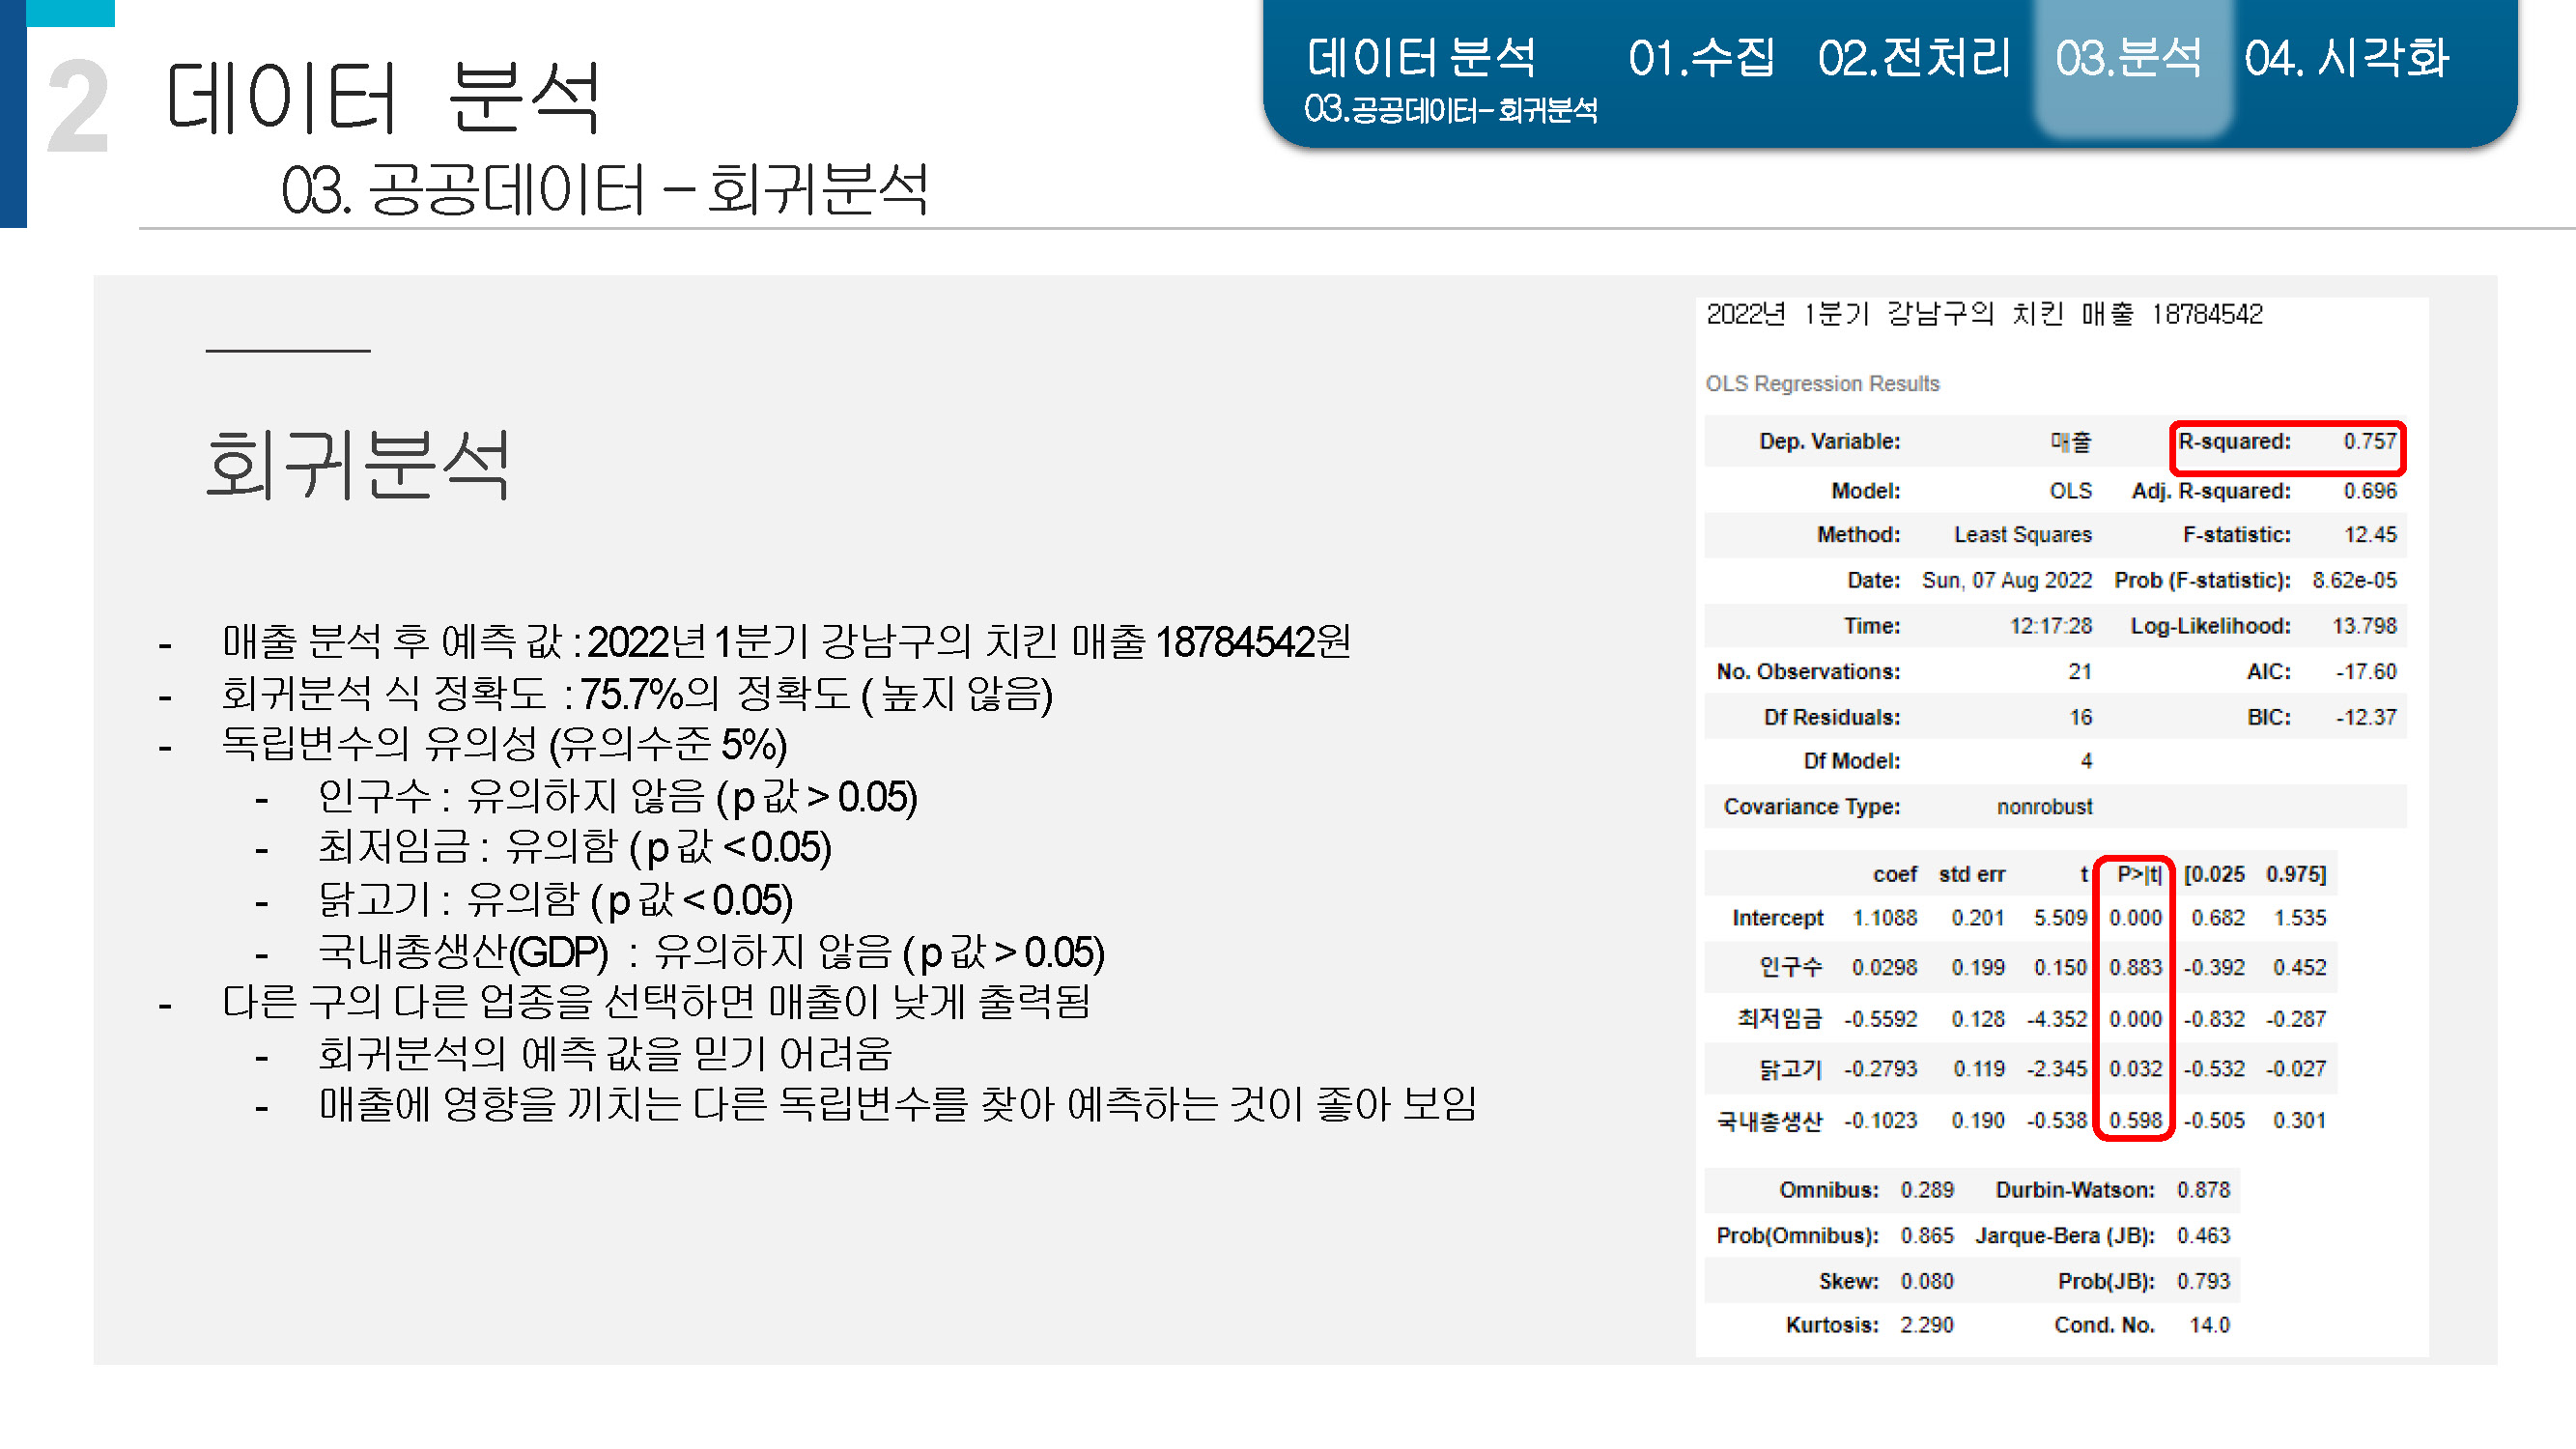 2
데이터 분석
03. 공공데이터 – 회귀분석
데이터 분석 01.수집 02.전처리 03.분석 04. 시각화
03.공공데이터– 회귀분석
회귀분석
- 매출 분석 후 예측 값 : 2022년 1분기 강남구의 치킨 매출 18784542원
- 회귀분석 식 정확도 : 75.7%의 정확도 ( 높지 않음)
- 독립변수의 유의성 (유의수준 5%)
- 인구수 : 유의하지 않음 ( p 값 > 0.05)
- 최저임금 : 유의함 ( p 값 < 0.05)
- 닭고기 : 유의함 ( p 값 < 0.05)
- 국내총생산(GDP) : 유의하지 않음 ( p 값 > 0.05)
- 다른 구의 다른 업종을 선택하면 매출이 낮게 출력됨
- 회귀분석의 예측 값을 믿기 어려움
- 매출에 영향을 끼치는 다른 독립변수를 찾아 예측하는 것이 좋아 보임
2022년 1분기 강남구의 치킨 매출 18784542
OLS Regression Results
Dep. Variable: 매출 R-squared: 0.757
Model: OLS Adj. R-squared: 0.696
Method: Least Squares F-statistic: 12.45
Date: Sun, 07 Aug 2022 Prob (F-statistic): 8.62e-05
Time: 12:17:28 Log-Likelihood: 13.798
No. Observations: 21 AIC: -17.60
Df Residuals: 16 BIC: -12.37
Df Model: 4
Covariance Type: nonrobust
coef std err t P>|t| [0.025 0.975]
Intercept 1.1088 0.201 5.509 0.000 0.682 1.535
인구수 0.0298 0.199 0.150 0.883 -0.392 0.452
최저임금 -0.5592 0.128 -4.352 0.000 -0.832 -0.287
닭고기 -0.2793 0.119 -2.345 0.032 -0.532 -0.027
국내총생산 -0.1023 0.190 -0.538 0.598 -0.505 0.301
Omnibus: 0.289 Durbin-Watson: 0.878
Prob(Omnibus): 0.865 Jarque-Bera (JB): 0.463
Skew: 0.080 Prob(JB): 0.793
Kurtosis: 2.290 Cond. No. 14.0